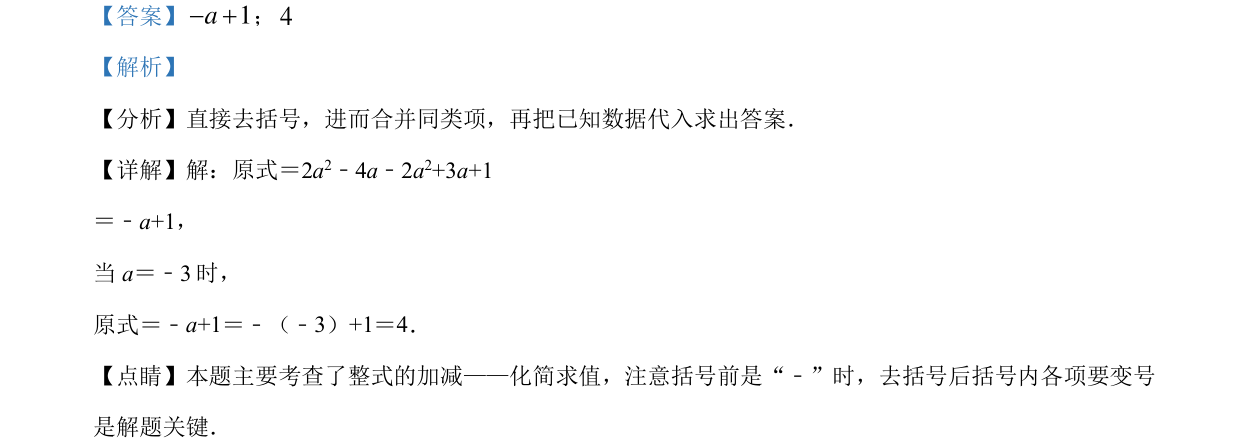 【答案】−a+1；4
【解析】
【分析】直接去括号，进而合并同类项，再把已知数据代入求出答案．
【详解】解：原式＝2a²﹣4a﹣2a²+3a+1
＝﹣a+1，
当 a＝﹣3 时，
原式＝﹣a+1＝﹣（﹣3）+1＝4．
【点睛】本题主要考查了整式的加减——化简求值，注意括号前是“﹣”时，去括号后括号内各项要变号
是解题关键．